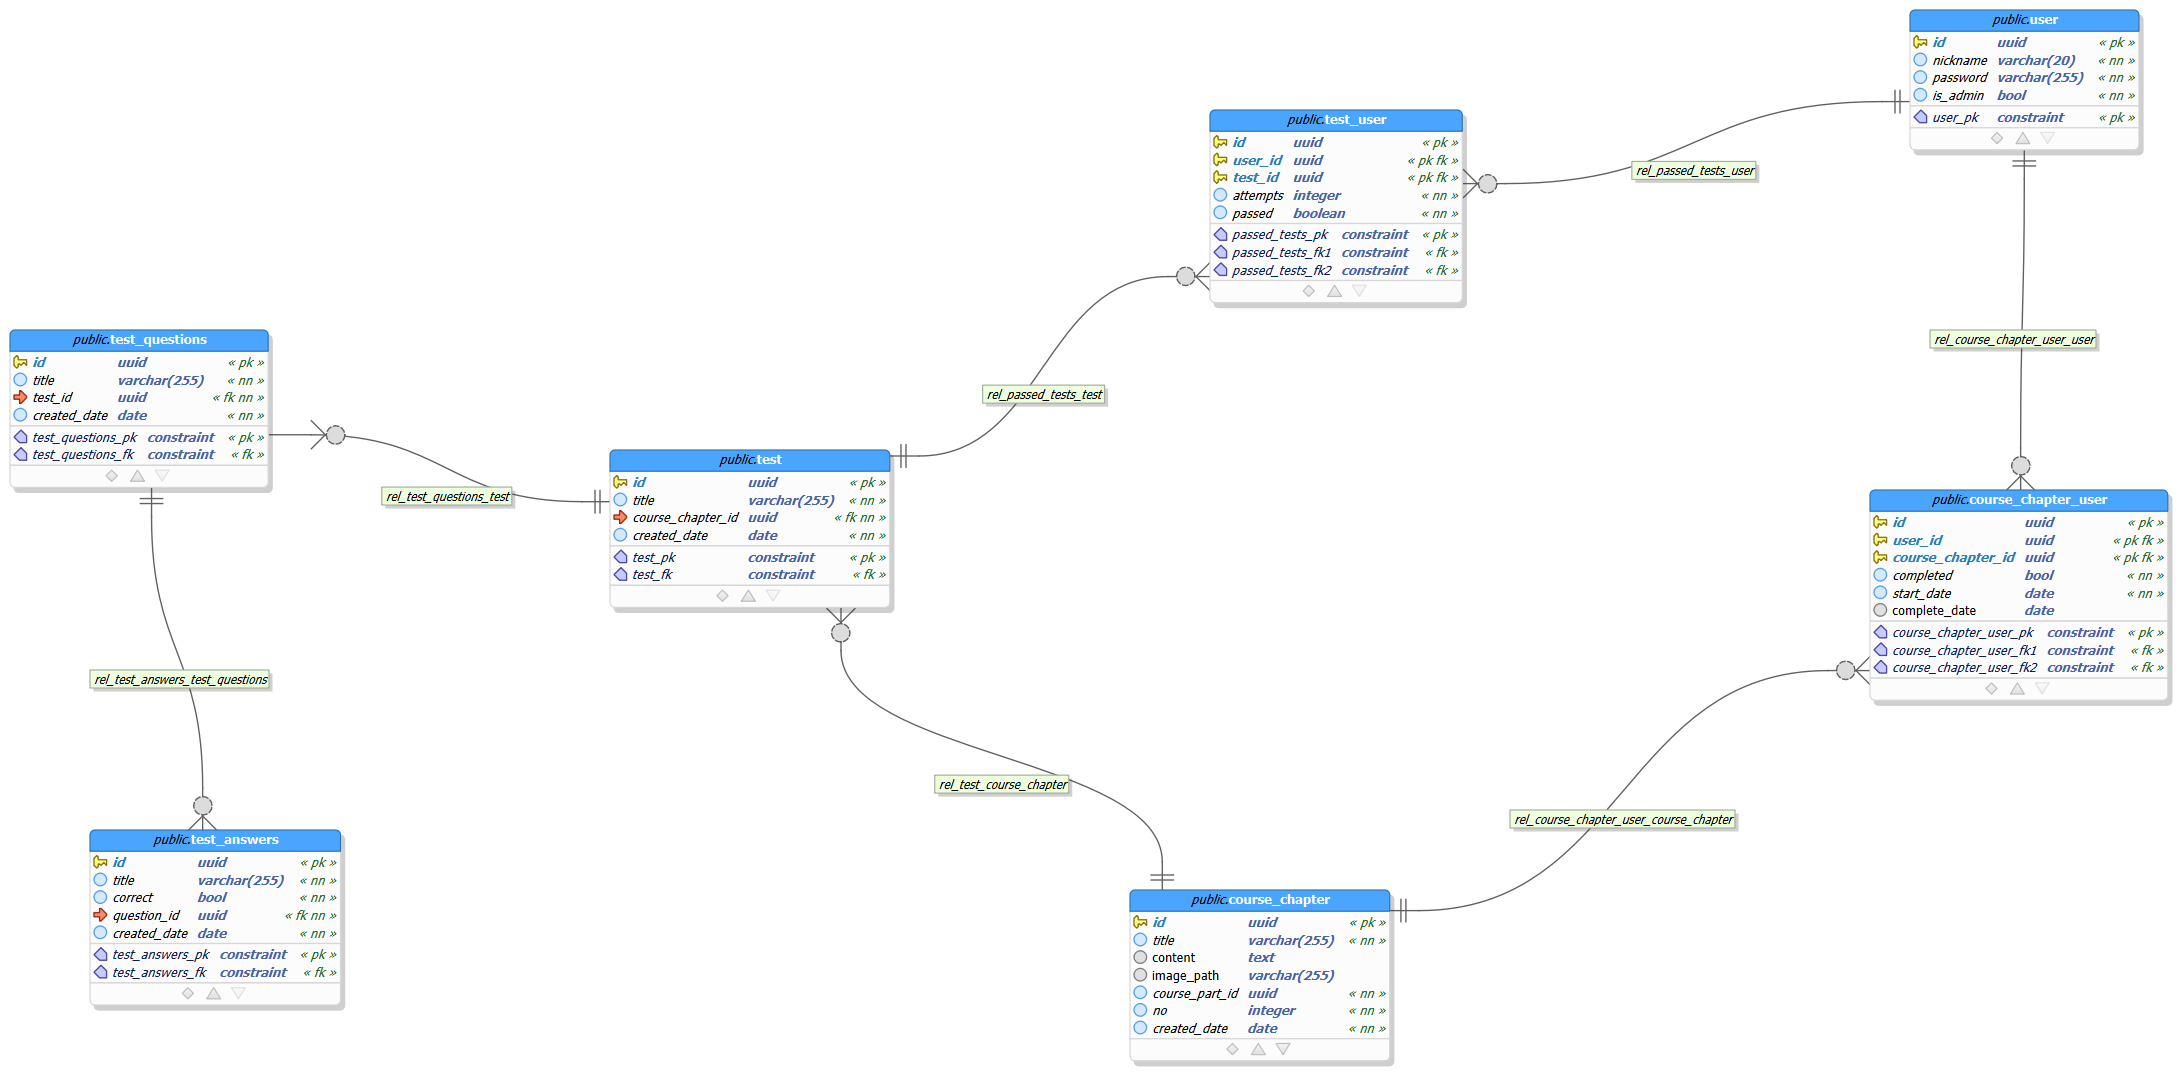 public.user
id uuid « pk »
nickname varchar(20) « nn »
password varchar(255) « nn »
is_admin bool « nn »
user_pk constraint « pk »
public.test_user
id uuid « pk »
user_id uuid « pk fk »
test_id uuid « pk fk »
attempts integer « nn »
passed boolean « nn »
passed_tests_pk constraint « pk »
passed_tests_fk1 constraint « fk »
passed_tests_fk2 constraint « fk »
rel_passed_tests_user
rel_course_chapter_user_user
public.test_questions
id uuid « pk »
title varchar(255) « nn »
test_id uuid « fk nn »
created_date date « nn »
test_questions_pk constraint « pk »
test_questions_fk constraint « fk »
rel_passed_tests_test
rel_test_questions_test
public.test
id uuid « pk »
title varchar(255) « nn »
course_chapter_id uuid « fk nn »
created_date date « nn »
test_pk constraint « pk »
test_fk constraint « fk »
public.course_chapter_user
id uuid « pk »
user_id uuid « pk fk »
course_chapter_id uuid « pk fk »
completed bool « nn »
start_date date « nn »
complete_date date
course_chapter_user_pk constraint « pk »
course_chapter_user_fk1 constraint « fk »
course_chapter_user_fk2 constraint « fk »
rel_test_answers_test_questions
rel_test_course_chapter
rel_course_chapter_user_course_chapter
public.test_answers
id uuid « pk »
title varchar(255) « nn »
correct bool « nn »
question_id uuid « fk nn »
created_date date « nn »
test_answers_pk constraint « pk »
test_answers_fk constraint « fk »
public.course_chapter
id uuid « pk »
title varchar(255) « nn »
content text
image_path varchar(255)
course_part_id uuid « nn »
no integer « nn »
created_date date « nn »